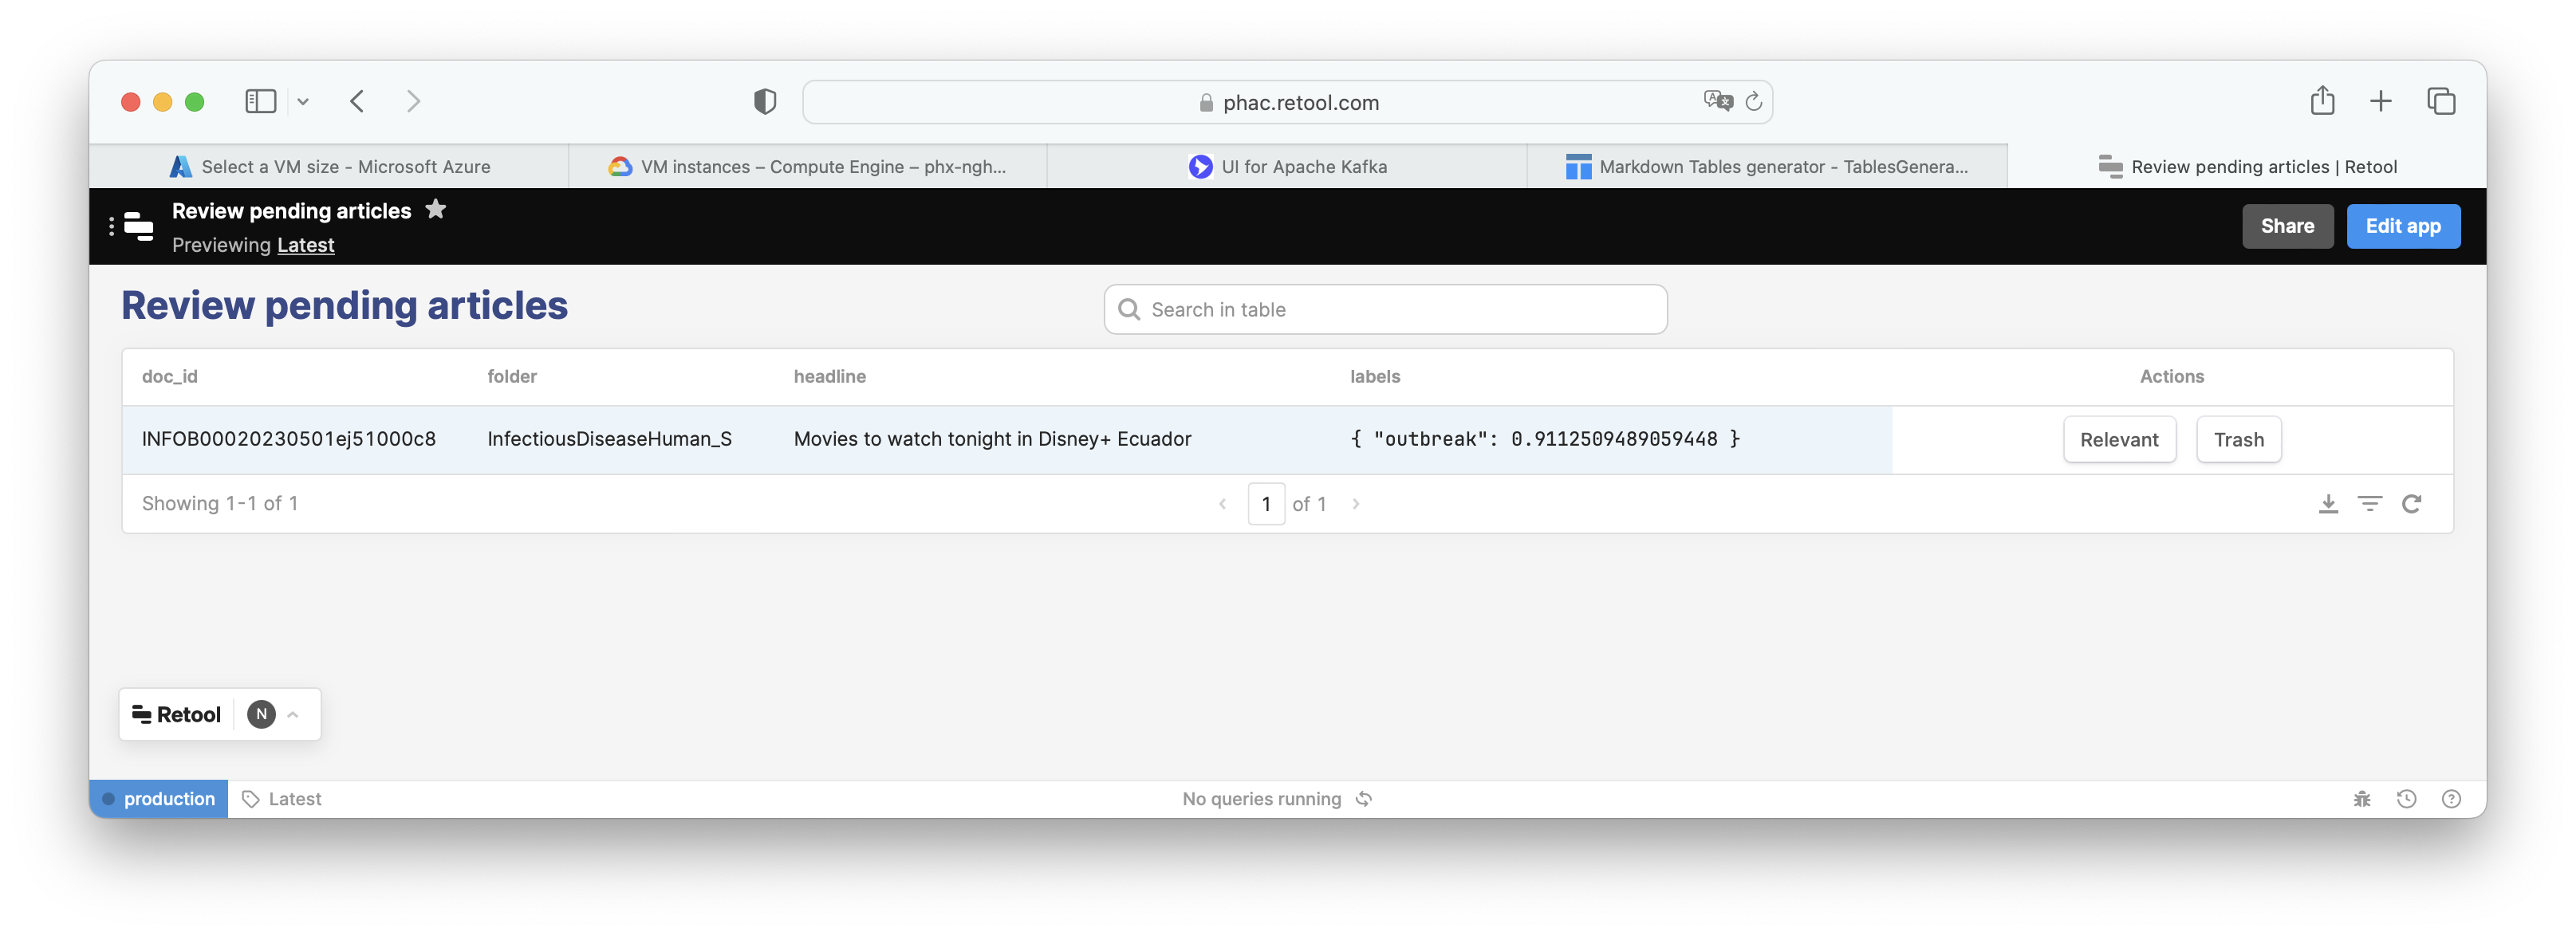 phac.retool.com
Select a VM size - Microsoft Azure
VM instances – Compute Engine – phx-ngh...
UI for Apache Kafka
Markdown Tables generator - TablesGenera...
Review pending articles | Retool
Review pending articles
Previewing Latest
Share
Edit app
Review pending articles
Search in table
doc_id folder headline labels Actions
INFOB00020230501ej51000c8 InfectiousDiseaseHuman_S Movies to watch tonight in Disney+ Ecuador { "outbreak": 0.9112509489059448 } Relevant Trash
Showing 1-1 of 1
1 of 1
Retool N
production
Latest
No queries running